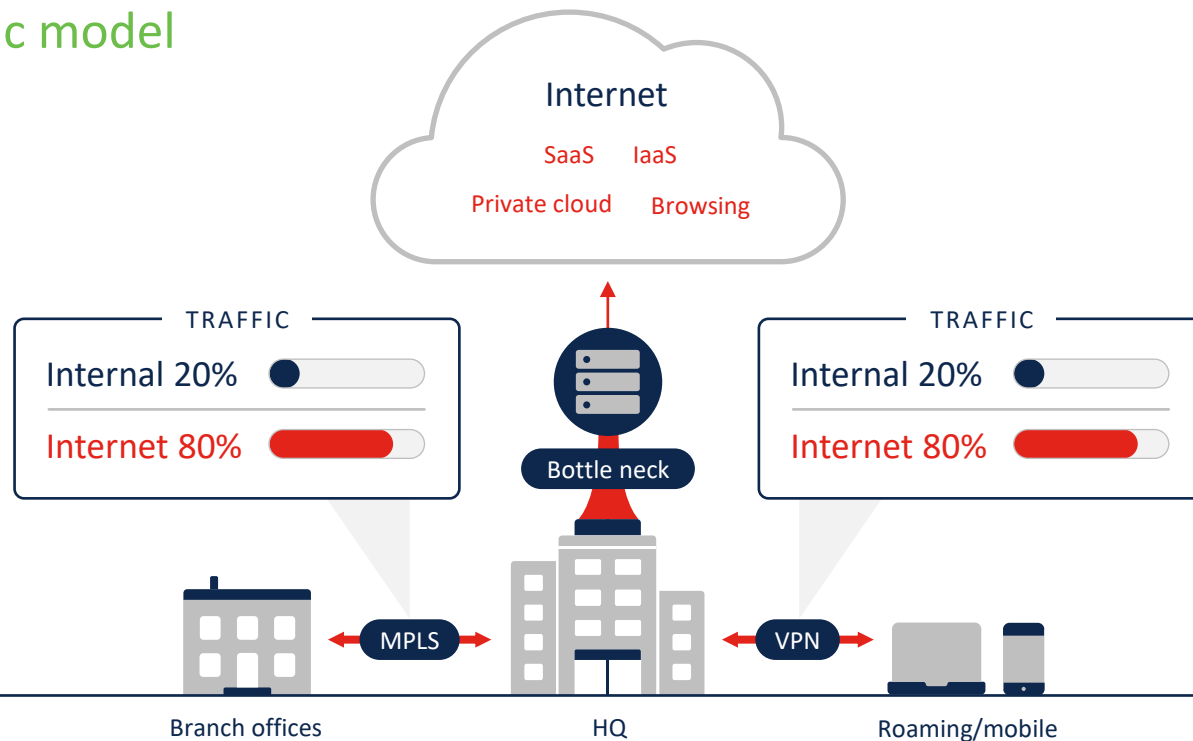 c model
Internet
SaaS IaaS
Private cloud Browsing
TRAFFIC
Internal 20%
Internet 80%
TRAFFIC
Internal 20%
Internet 80%
Bottle neck
MPLS
VPN
Branch offices
HQ
Roaming/mobile